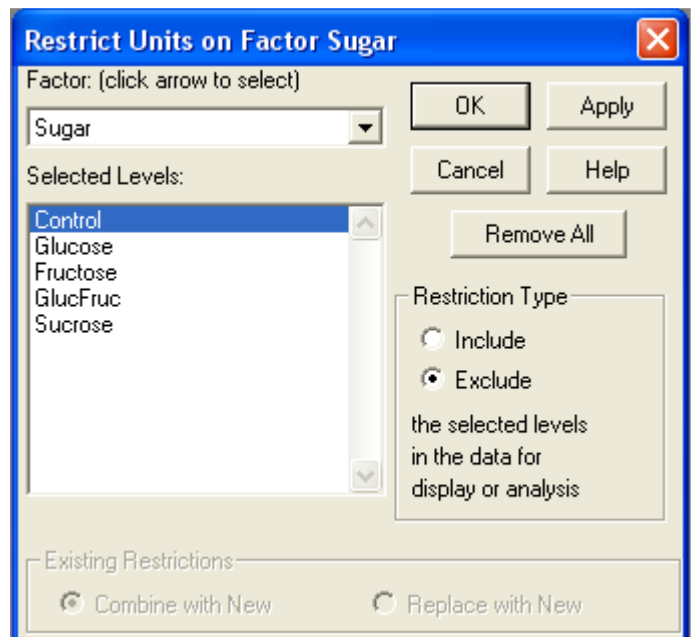 Restrict Units on Factor Sugar
Factor: (click arrow to select)
Sugar
Selected Levels:
Control
Glucose
Fructose
GlucFruc
Sucrose
OK
Apply
Cancel
Help
Remove All
Restriction Type
Include
Exclude
the selected levels
in the data for
display or analysis
Existing Restrictions
Combine with New
Replace with New